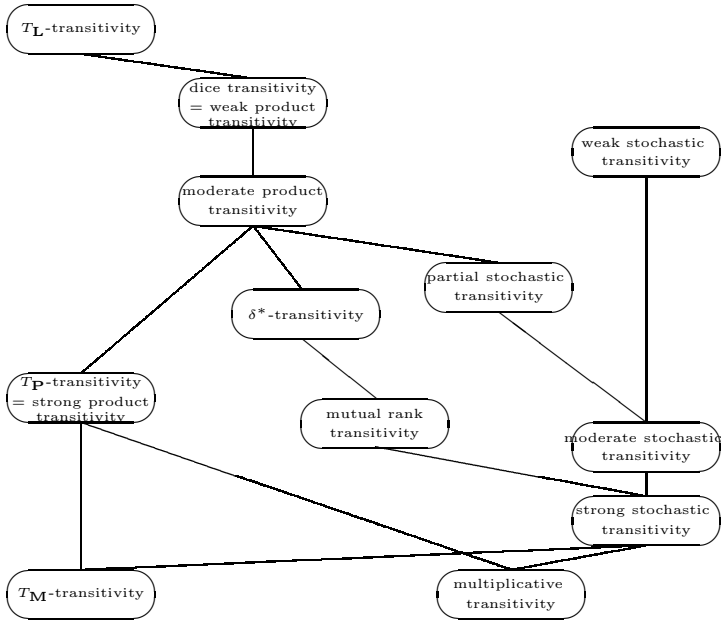 T_L-transitivity
dice transitivity
= weak product
transitivity
weak stochastic
transitivity
moderate product
transitivity
partial stochastic
transitivity
δ*-transitivity
T_P-transitivity
= strong product
transitivity
mutual rank
transitivity
moderate stochastic
transitivity
strong stochastic
transitivity
T_M-transitivity
multiplicative
transitivity